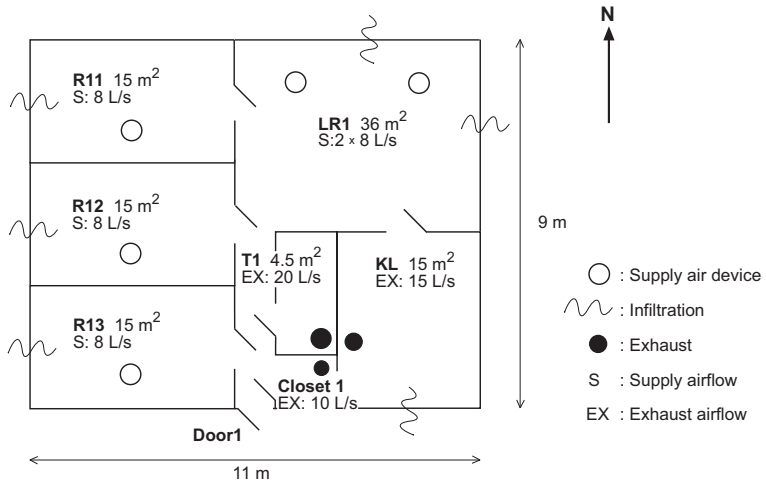 N
R11 15 m²
S: 8 L/s
LR1 36 m²
S:2 x 8 L/s
R12 15 m²
S: 8 L/s
9 m
T1 4.5 m²
EX: 20 L/s
KL 15 m²
EX: 15 L/s
R13 15 m²
S: 8 L/s
Closet 1
EX: 10 L/s
Door1
11 m
: Supply air device
: Infiltration
: Exhaust
S : Supply airflow
EX : Exhaust airflow